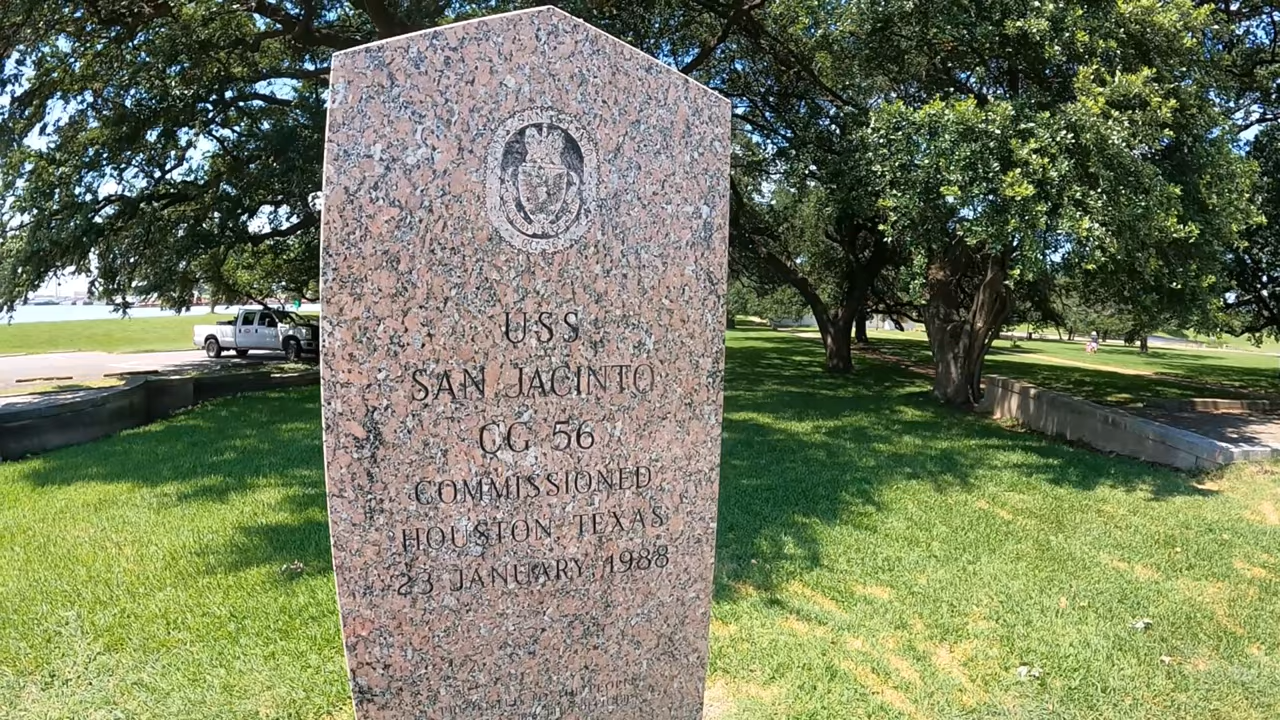 USS
SAN JACINTO
CG 56
COMMISSIONED
HOUSTON, TEXAS
23 JANUARY 1988